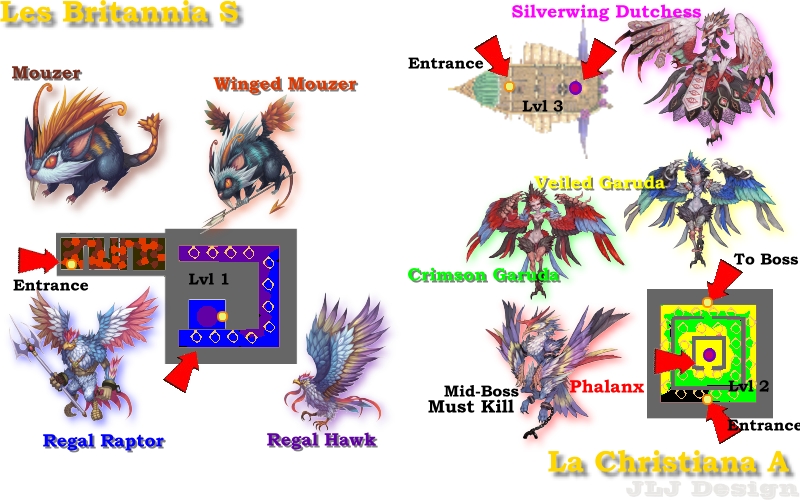 Les Britannia S
Silverwing Dutchess
Entrance
Mouzer
Winged Mouzer
Lvl 3
Veiled Garuda
To Boss
Crimson Garuda
Entrance
Lvl 1
Mid-Boss
Must Kill
Phalanx
Lvl 2
Entrance
Regal Raptor
Regal Hawk
La Christiana A
JLJ Design